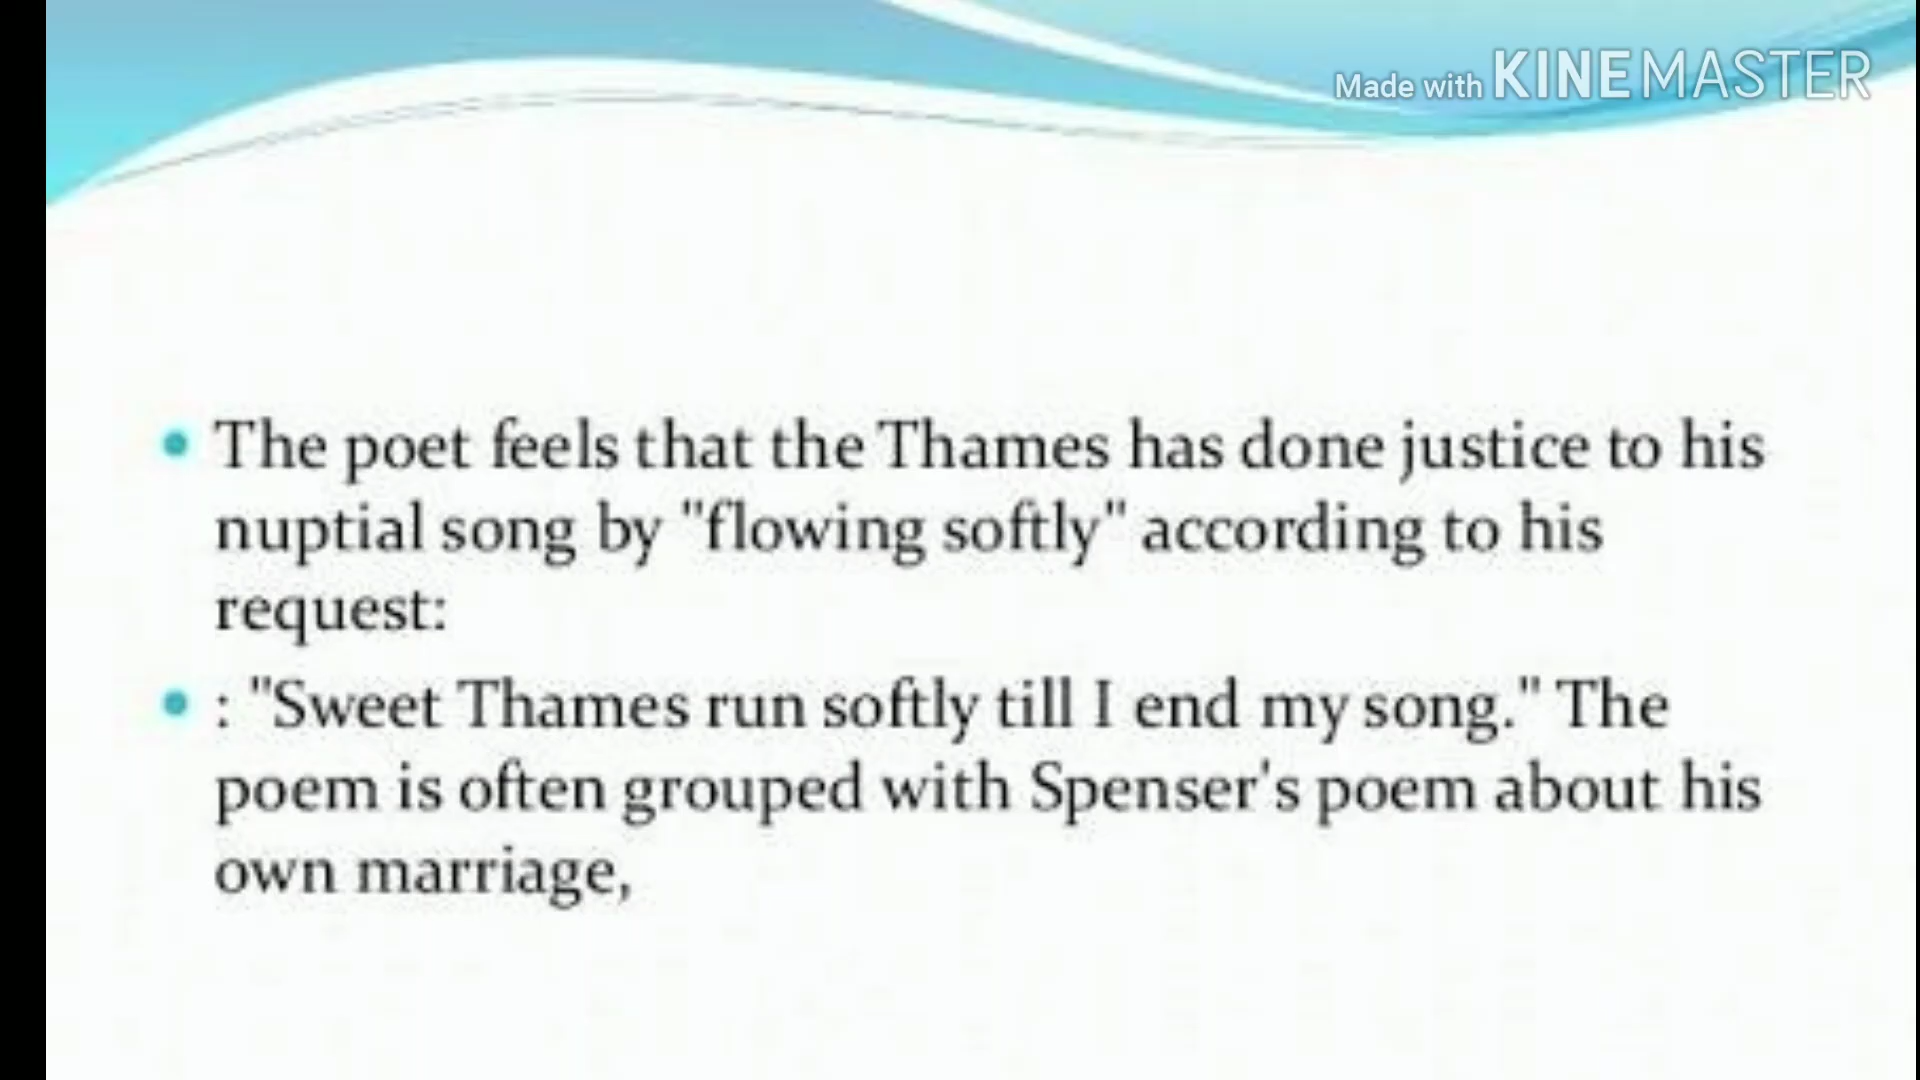 Made with KINEMASTER
• The poet feels that the Thames has done justice to his
nuptial song by "flowing softly" according to his
request:
• : "Sweet Thames run softly till I end my song." The
poem is often grouped with Spenser's poem about his
own marriage,